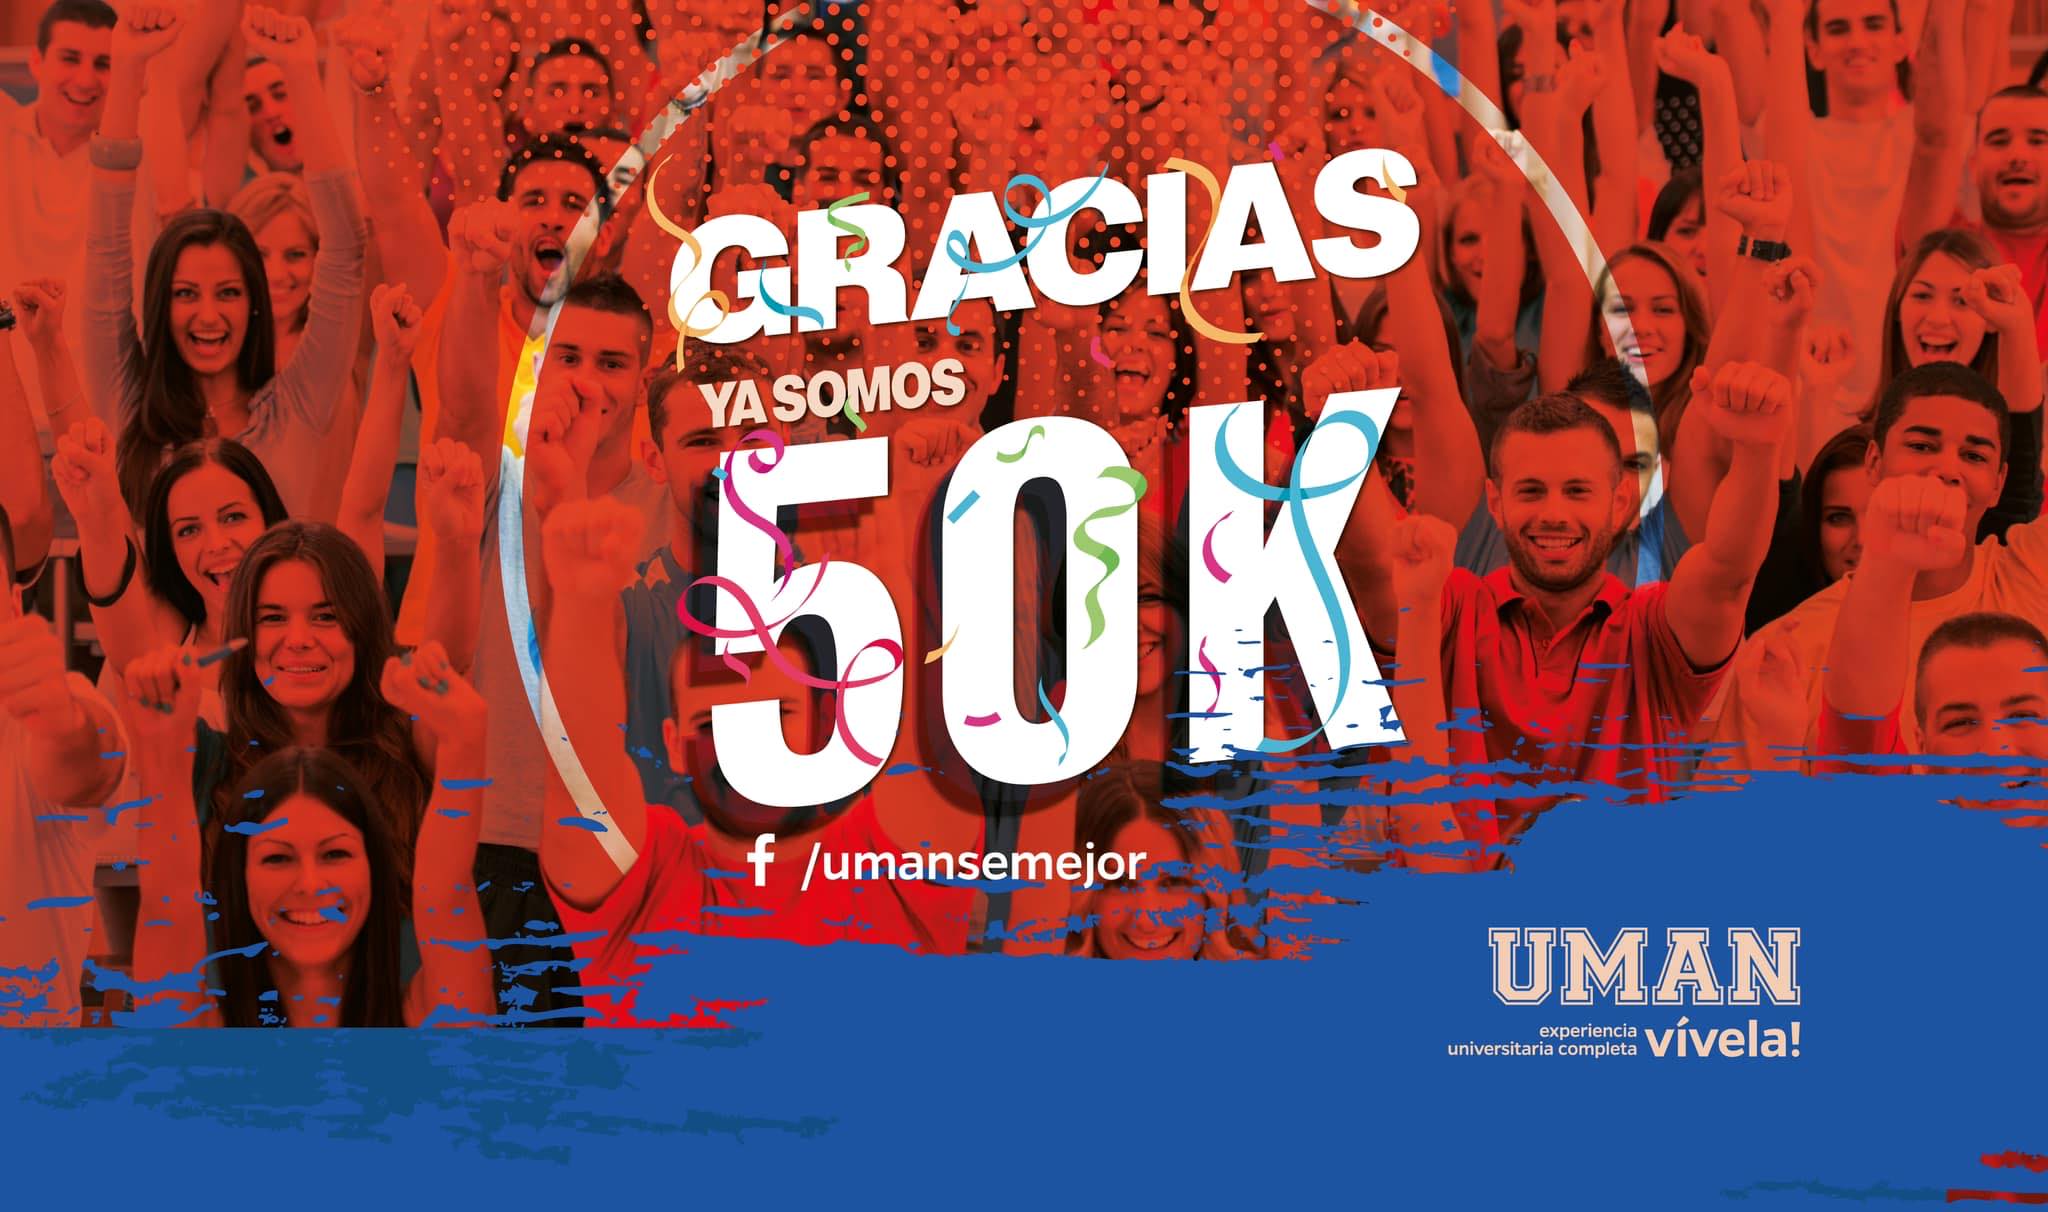 GRACIAS
YA SOMOS
50K
f /umansemejor
UMAN
experiencia
universitaria completa vívela!